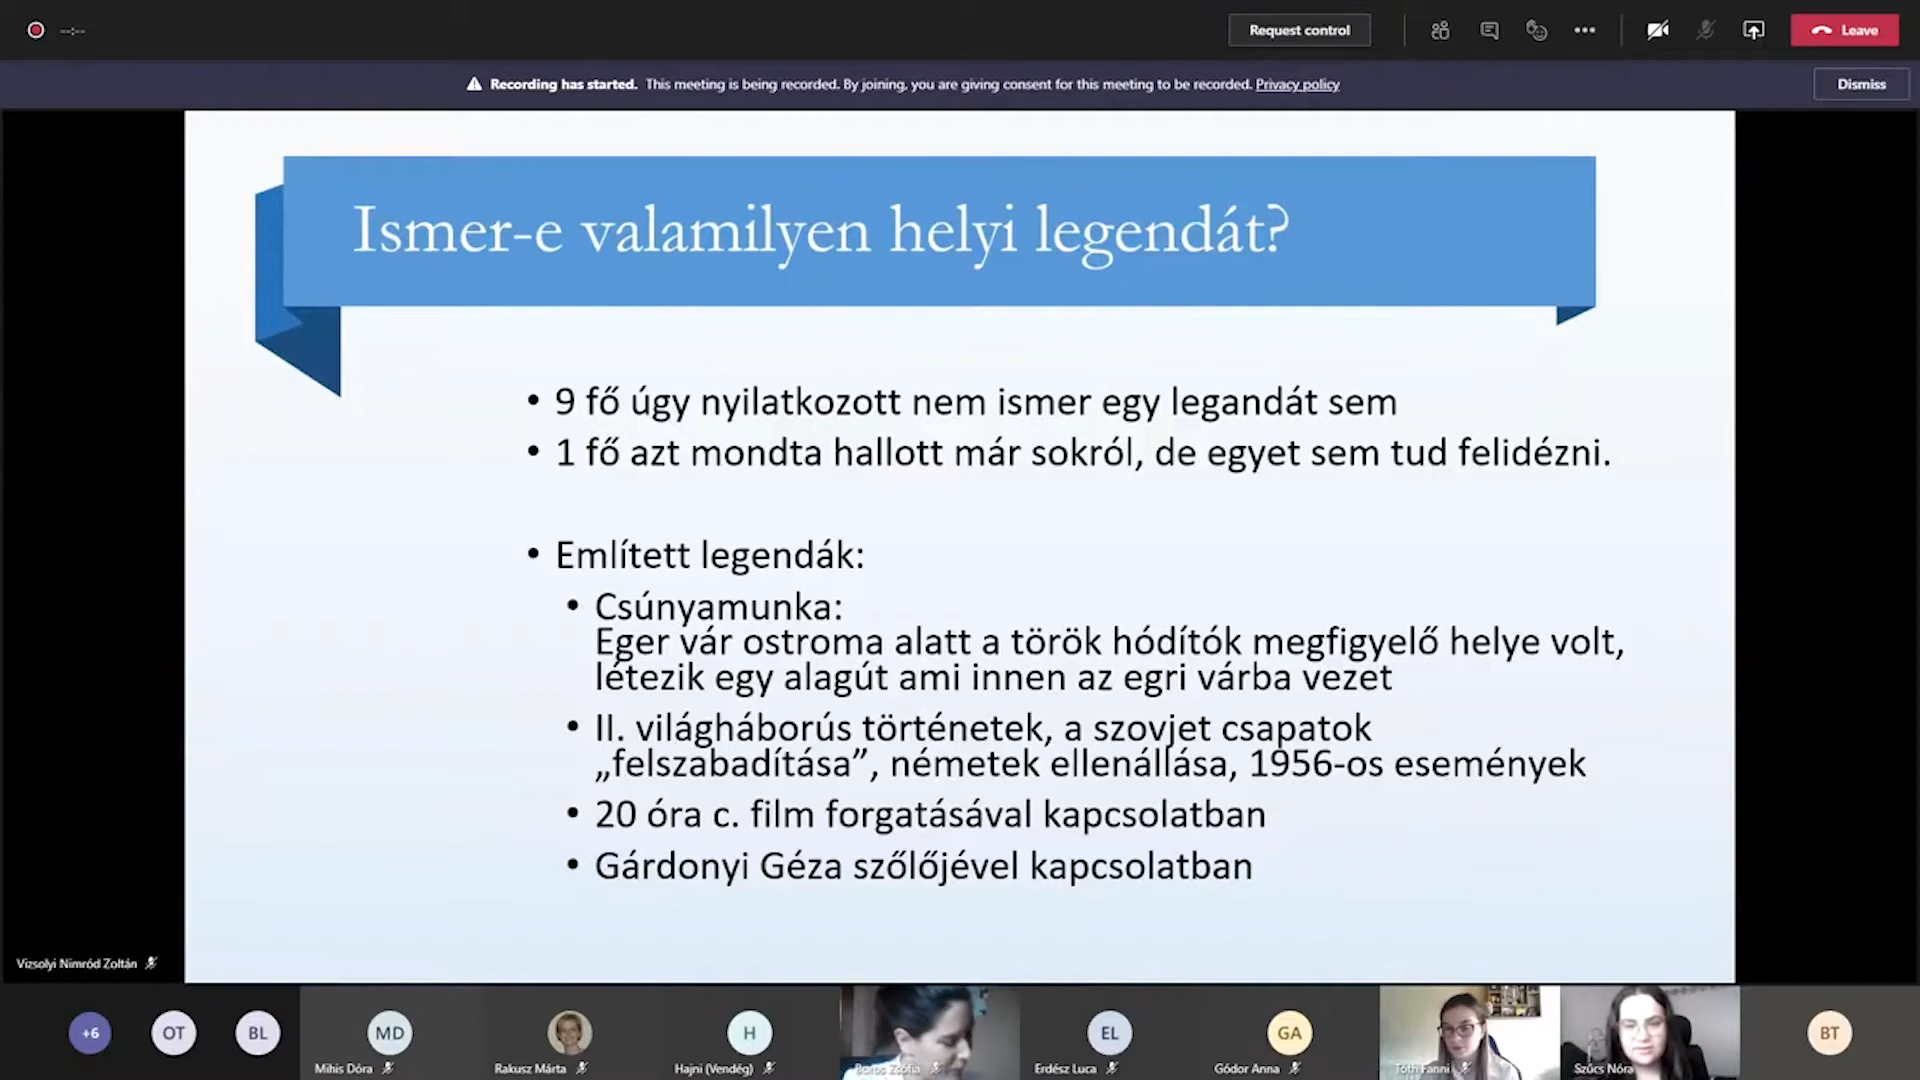 --:--
Request control
Leave
Recording has started. This meeting is being recorded. By joining, you are giving consent for this meeting to be recorded. Privacy policy
Dismiss
Ismer-e valamilyen helyi legendát?
• 9 fő úgy nyilatkozott nem ismer egy legandát sem
• 1 fő azt mondta hallott már sokról, de egyet sem tud felidézni.
• Említett legendák:
• Csúnyamunka:
Eger vár ostroma alatt a török hódítók megfigyelő helye volt,
létezik egy alagút ami innen az egri várba vezet
• II. világháborús történetek, a szovjet csapatok
„felszabadítása”, németek ellenállása, 1956-os események
• 20 óra c. film forgatásával kapcsolatban
• Gárdonyi Géza szőlőjével kapcsolatban
Vizsolyi Nimród Zoltán
+6
OT
BL
MD
H
EL
GA
BT
Mihis Dóra
Rakusz Márta
Hajni (Vendég)
Boros Zsófia
Erdész Luca
Gódor Anna
Tóth Fanni
Szűcs Nóra